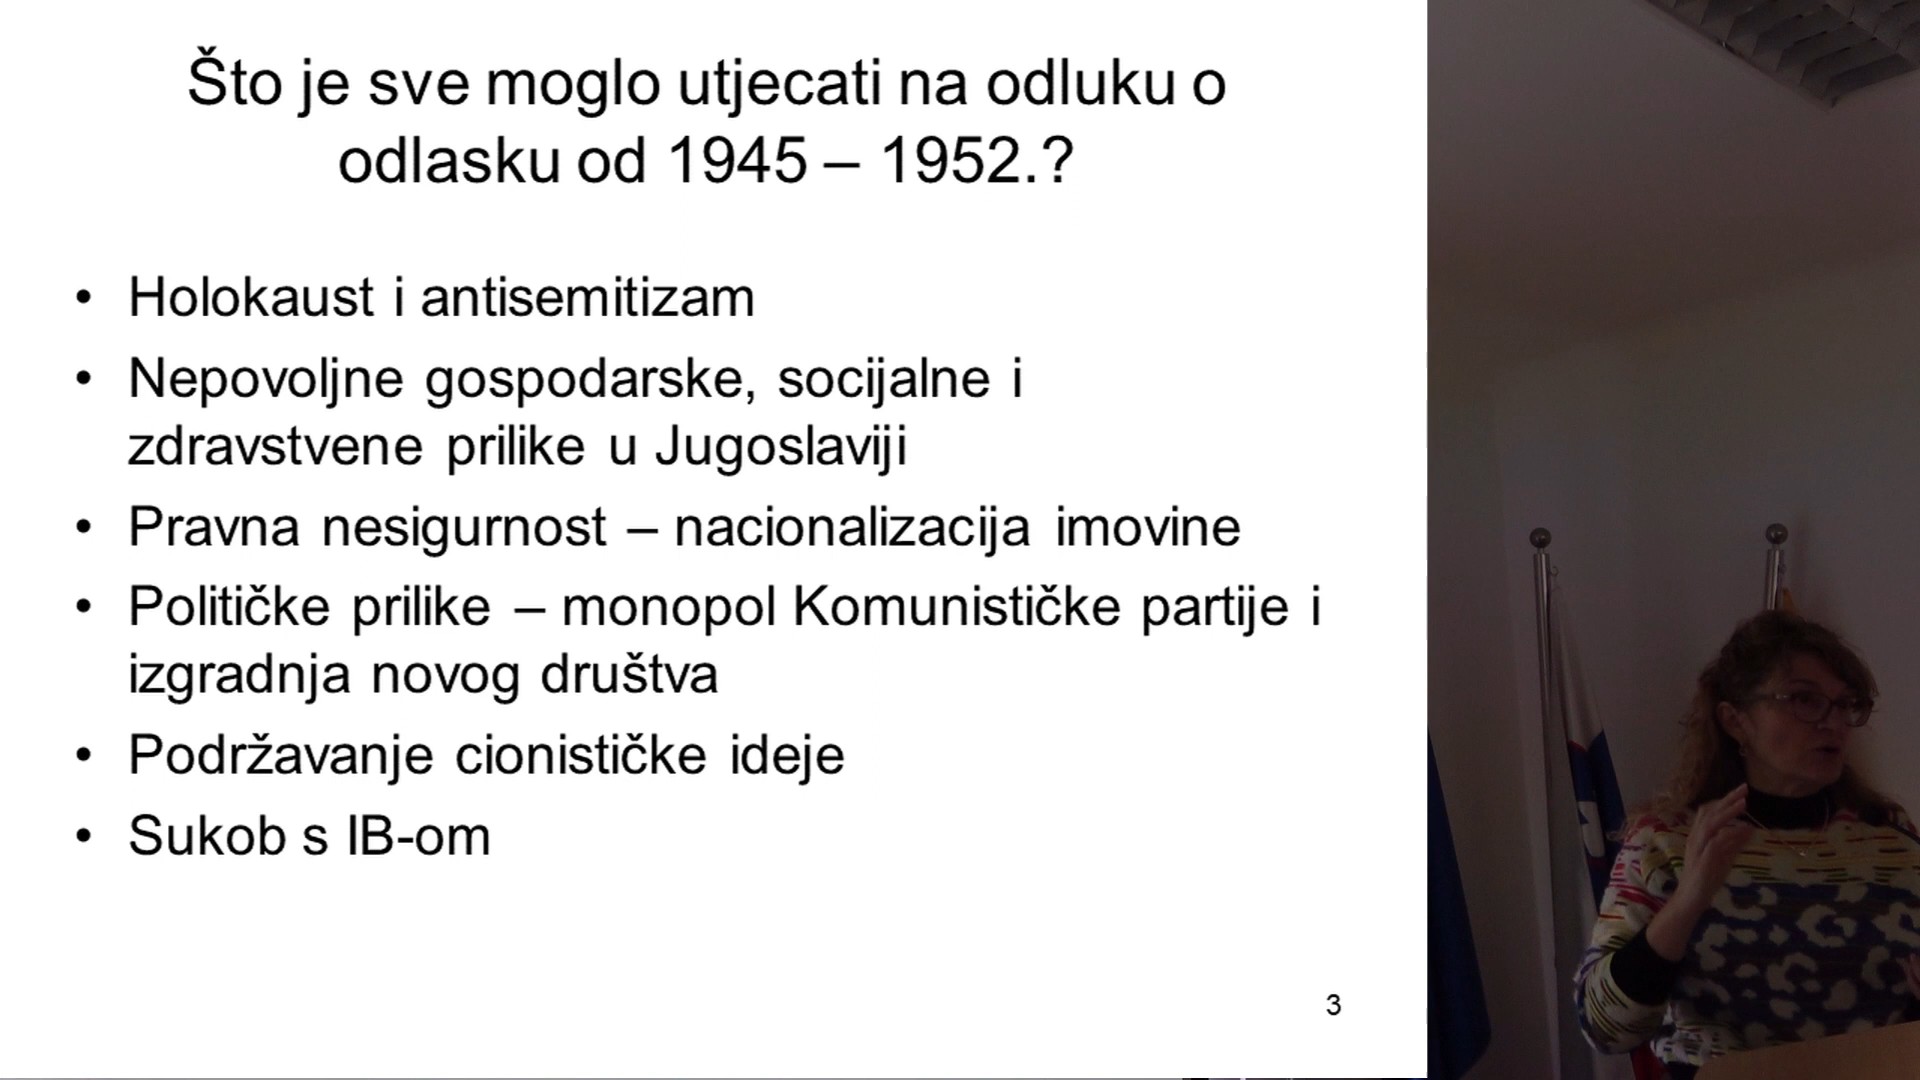 Što je sve moglo utjecati na odluku o
odlasku od 1945 – 1952.?
• Holokaust i antisemitizam
• Nepovoljne gospodarske, socijalne i
zdravstvene prilike u Jugoslaviji
• Pravna nesigurnost – nacionalizacija imovine
• Političke prilike – monopol Komunističke partije i
izgradnja novog društva
• Podržavanje cionističke ideje
• Sukob s IB-om
3